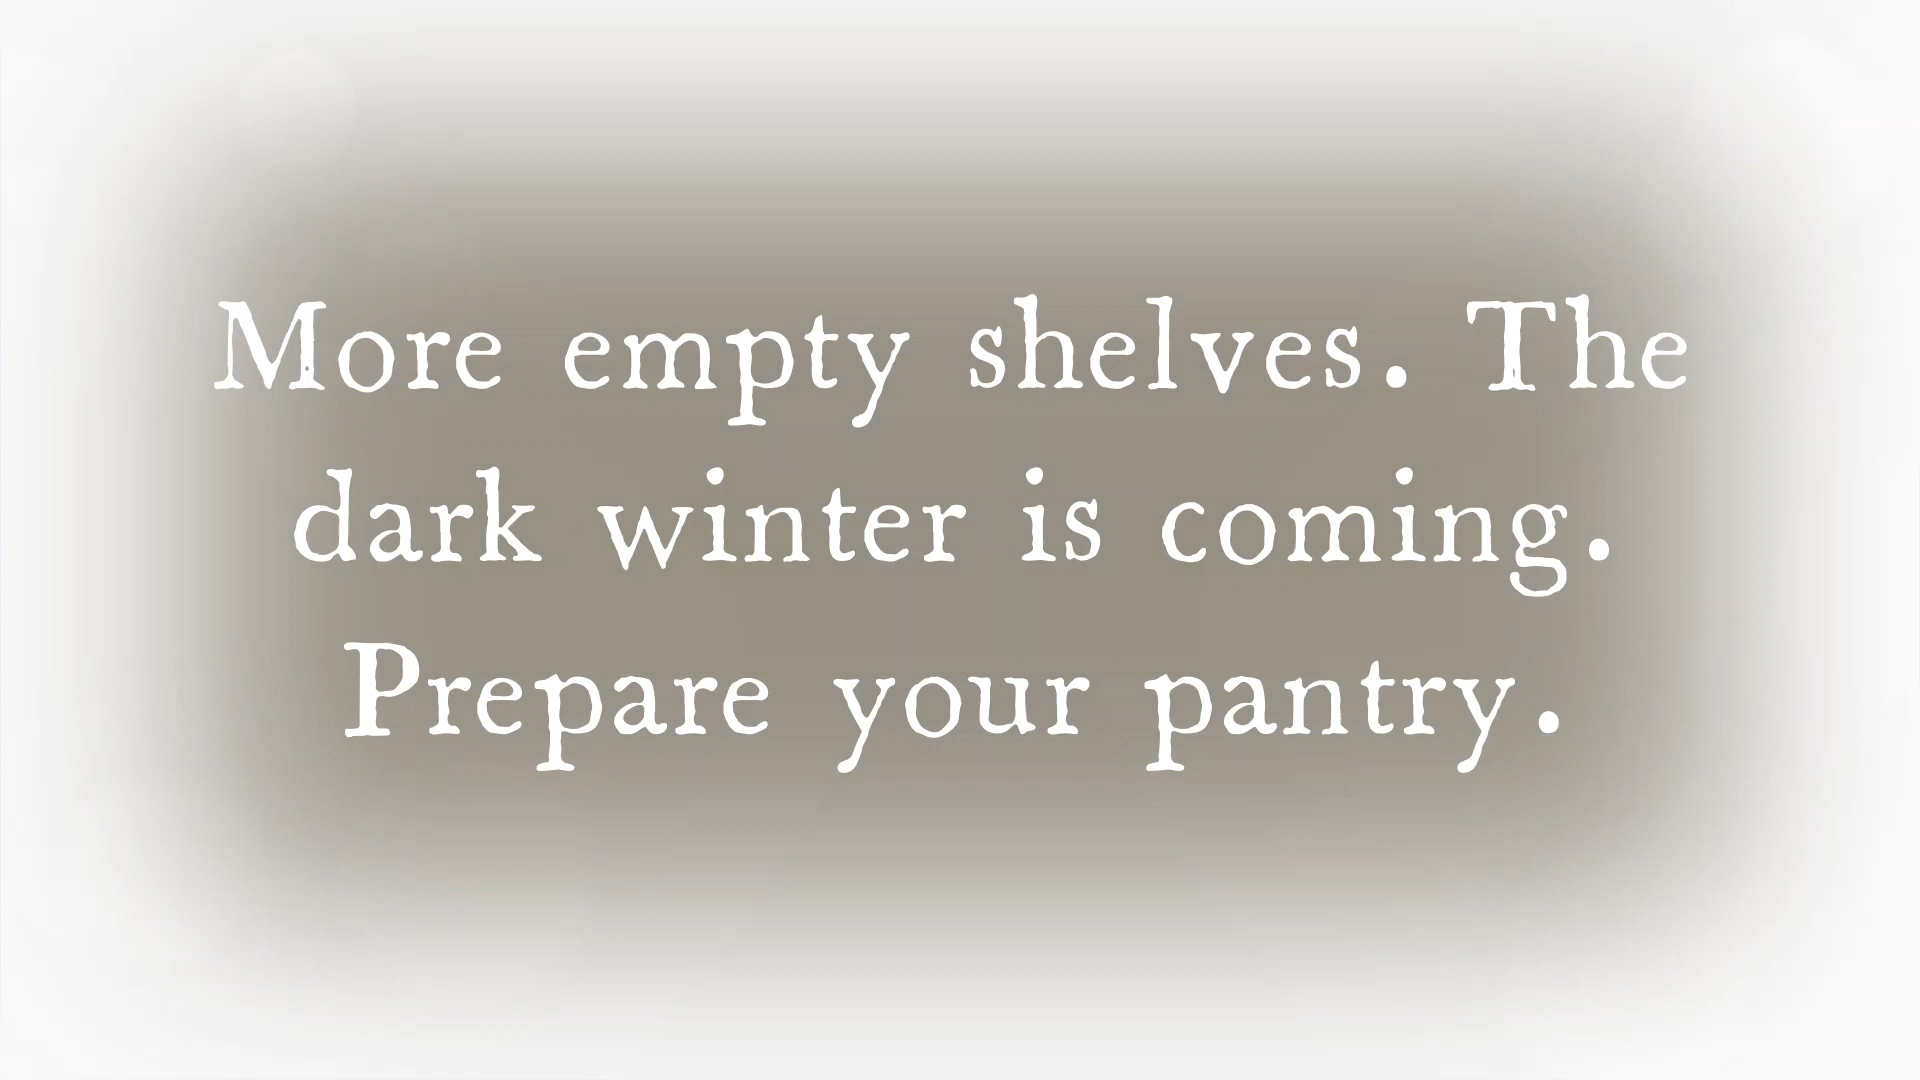 More empty shelves. The
dark winter is coming.
Prepare your pantry.